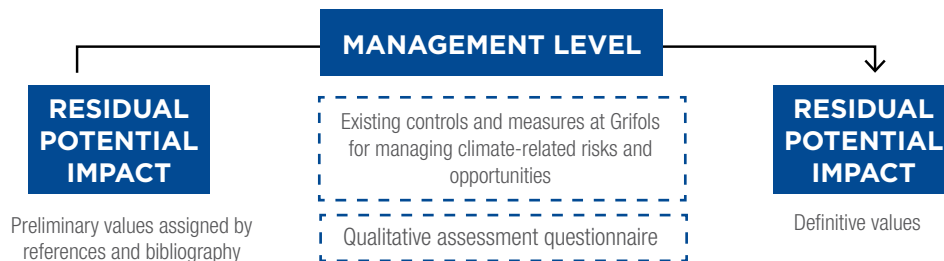 MANAGEMENT LEVEL
RESIDUAL
POTENTIAL
IMPACT
Preliminary values assigned by
references and bibliography
Existing controls and measures at Grifols
for managing climate-related risks and
opportunities
Qualitative assessment questionnaire
RESIDUAL
POTENTIAL
IMPACT
Definitive values